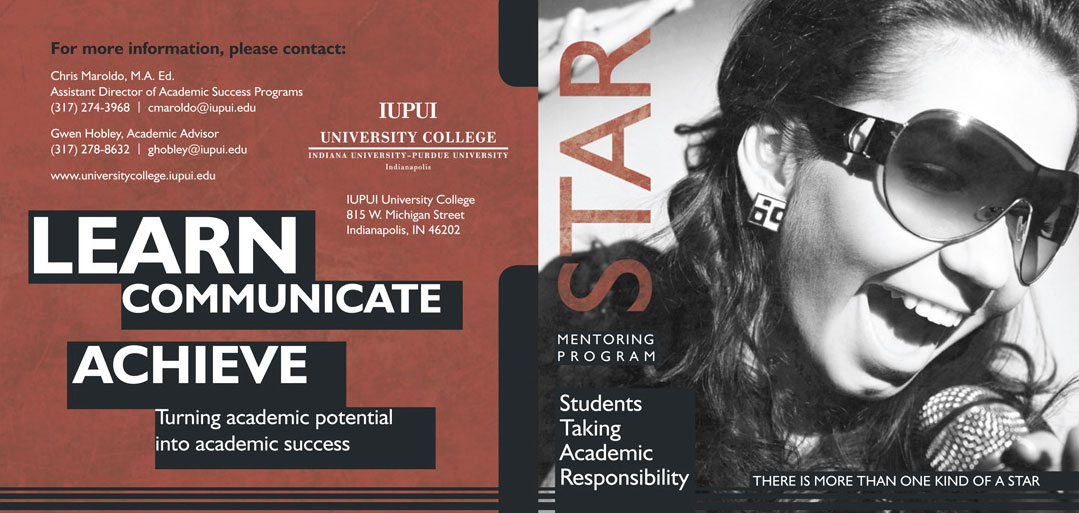 For more information, please contact:
Chris Maroldo, M.A. Ed.
Assistant Director of Academic Success Programs
(317) 274-3968 | cmaroldo@iupui.edu
Gwen Hobley, Academic Advisor
(317) 278-8632 | ghobley@iupui.edu
www.universitycollege.iupui.edu
IUPUI
UNIVERSITY COLLEGE
INDIANA UNIVERSITY–PURDUE UNIVERSITY
Indianapolis
IUPUI University College
815 W. Michigan Street
Indianapolis, IN 46202
LEARN
COMMUNICATE
ACHIEVE
Turning academic potential
into academic success
STAR
MENTORING
PROGRAM
Students
Taking
Academic
Responsibility
THERE IS MORE THAN ONE KIND OF A STAR